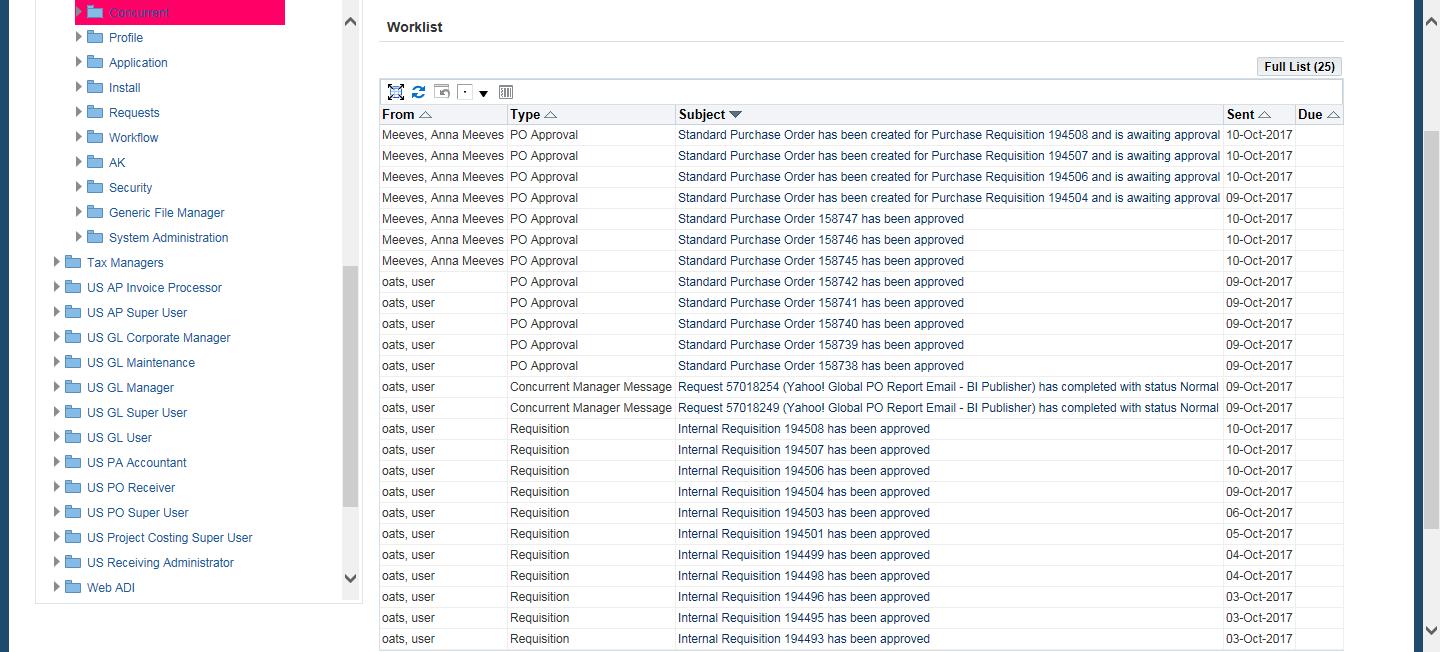 Concurrent
Profile
Application
Install
Requests
Workflow
AK
Security
Generic File Manager
System Administration
Tax Managers
US AP Invoice Processor
US AP Super User
US GL Corporate Manager
US GL Maintenance
US GL Manager
US GL Super User
US GL User
US PA Accountant
US PO Receiver
US PO Super User
US Project Costing Super User
US Receiving Administrator
Web ADI
Worklist
Full List (25)
From Type Subject Sent Due
Meeves, Anna Meeves PO Approval Standard Purchase Order has been created for Purchase Requisition 194508 and is awaiting approval 10-Oct-2017
Meeves, Anna Meeves PO Approval Standard Purchase Order has been created for Purchase Requisition 194507 and is awaiting approval 10-Oct-2017
Meeves, Anna Meeves PO Approval Standard Purchase Order has been created for Purchase Requisition 194506 and is awaiting approval 10-Oct-2017
Meeves, Anna Meeves PO Approval Standard Purchase Order has been created for Purchase Requisition 194504 and is awaiting approval 09-Oct-2017
Meeves, Anna Meeves PO Approval Standard Purchase Order 158747 has been approved 10-Oct-2017
Meeves, Anna Meeves PO Approval Standard Purchase Order 158746 has been approved 10-Oct-2017
Meeves, Anna Meeves PO Approval Standard Purchase Order 158745 has been approved 10-Oct-2017
oats, user PO Approval Standard Purchase Order 158742 has been approved 09-Oct-2017
oats, user PO Approval Standard Purchase Order 158741 has been approved 09-Oct-2017
oats, user PO Approval Standard Purchase Order 158740 has been approved 09-Oct-2017
oats, user PO Approval Standard Purchase Order 158739 has been approved 09-Oct-2017
oats, user PO Approval Standard Purchase Order 158738 has been approved 09-Oct-2017
oats, user Concurrent Manager Message Request 57018254 (Yahoo! Global PO Report Email - BI Publisher) has completed with status Normal 09-Oct-2017
oats, user Concurrent Manager Message Request 57018249 (Yahoo! Global PO Report Email - BI Publisher) has completed with status Normal 09-Oct-2017
oats, user Requisition Internal Requisition 194508 has been approved 10-Oct-2017
oats, user Requisition Internal Requisition 194507 has been approved 10-Oct-2017
oats, user Requisition Internal Requisition 194506 has been approved 10-Oct-2017
oats, user Requisition Internal Requisition 194504 has been approved 09-Oct-2017
oats, user Requisition Internal Requisition 194503 has been approved 06-Oct-2017
oats, user Requisition Internal Requisition 194501 has been approved 05-Oct-2017
oats, user Requisition Internal Requisition 194499 has been approved 04-Oct-2017
oats, user Requisition Internal Requisition 194498 has been approved 04-Oct-2017
oats, user Requisition Internal Requisition 194496 has been approved 03-Oct-2017
oats, user Requisition Internal Requisition 194495 has been approved 03-Oct-2017
oats, user Requisition Internal Requisition 194493 has been approved 03-Oct-2017